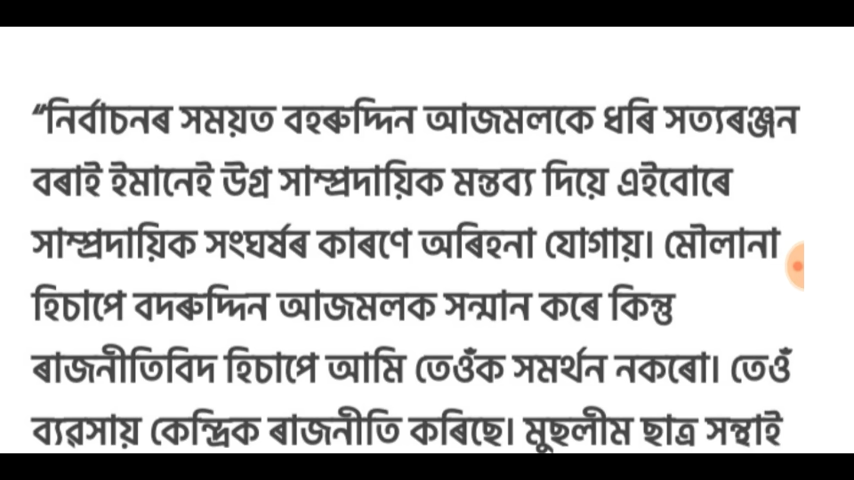 “নিৰ্বাচনৰ সময়ত বহৰুদ্দিন আজমলকে ধৰি সত্যৰঞ্জন
বৰাই ইমানেই উগ্ৰ সাম্প্ৰদায়িক মন্তব্য দিয়ে এইবোৰে
সাম্প্ৰদায়িক সংঘৰ্ষৰ কাৰণে অৰিহনা যোগায়। মৌলানা
হিচাপে বদৰুদ্দিন আজমলক সন্মান কৰে কিন্তু
ৰাজনীতিবিদ হিচাপে আমি তেওঁক সমৰ্থন নকৰো। তেওঁ
ব্যৱসায় কেন্দ্ৰিক ৰাজনীতি কৰিছে। মুছলীম ছাত্ৰ সন্থাই